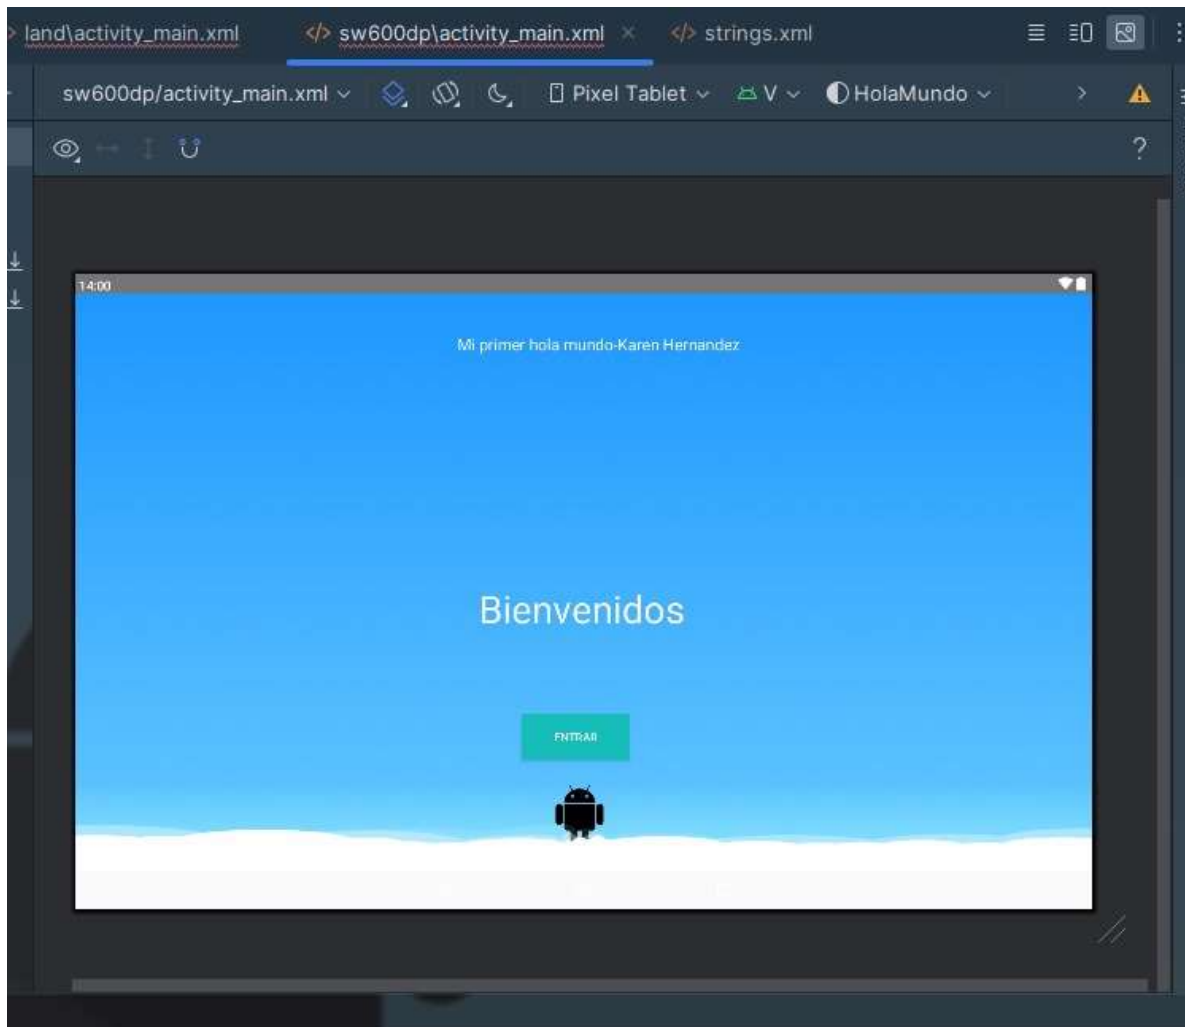 land\activity_main.xml
sw600dp\activity_main.xml
strings.xml
sw600dp/activity_main.xml
Pixel Tablet
V
HolaMundo
?
14:00
Mi primer hola mundo-Karen Hernandez
Bienvenidos
ENTRAR